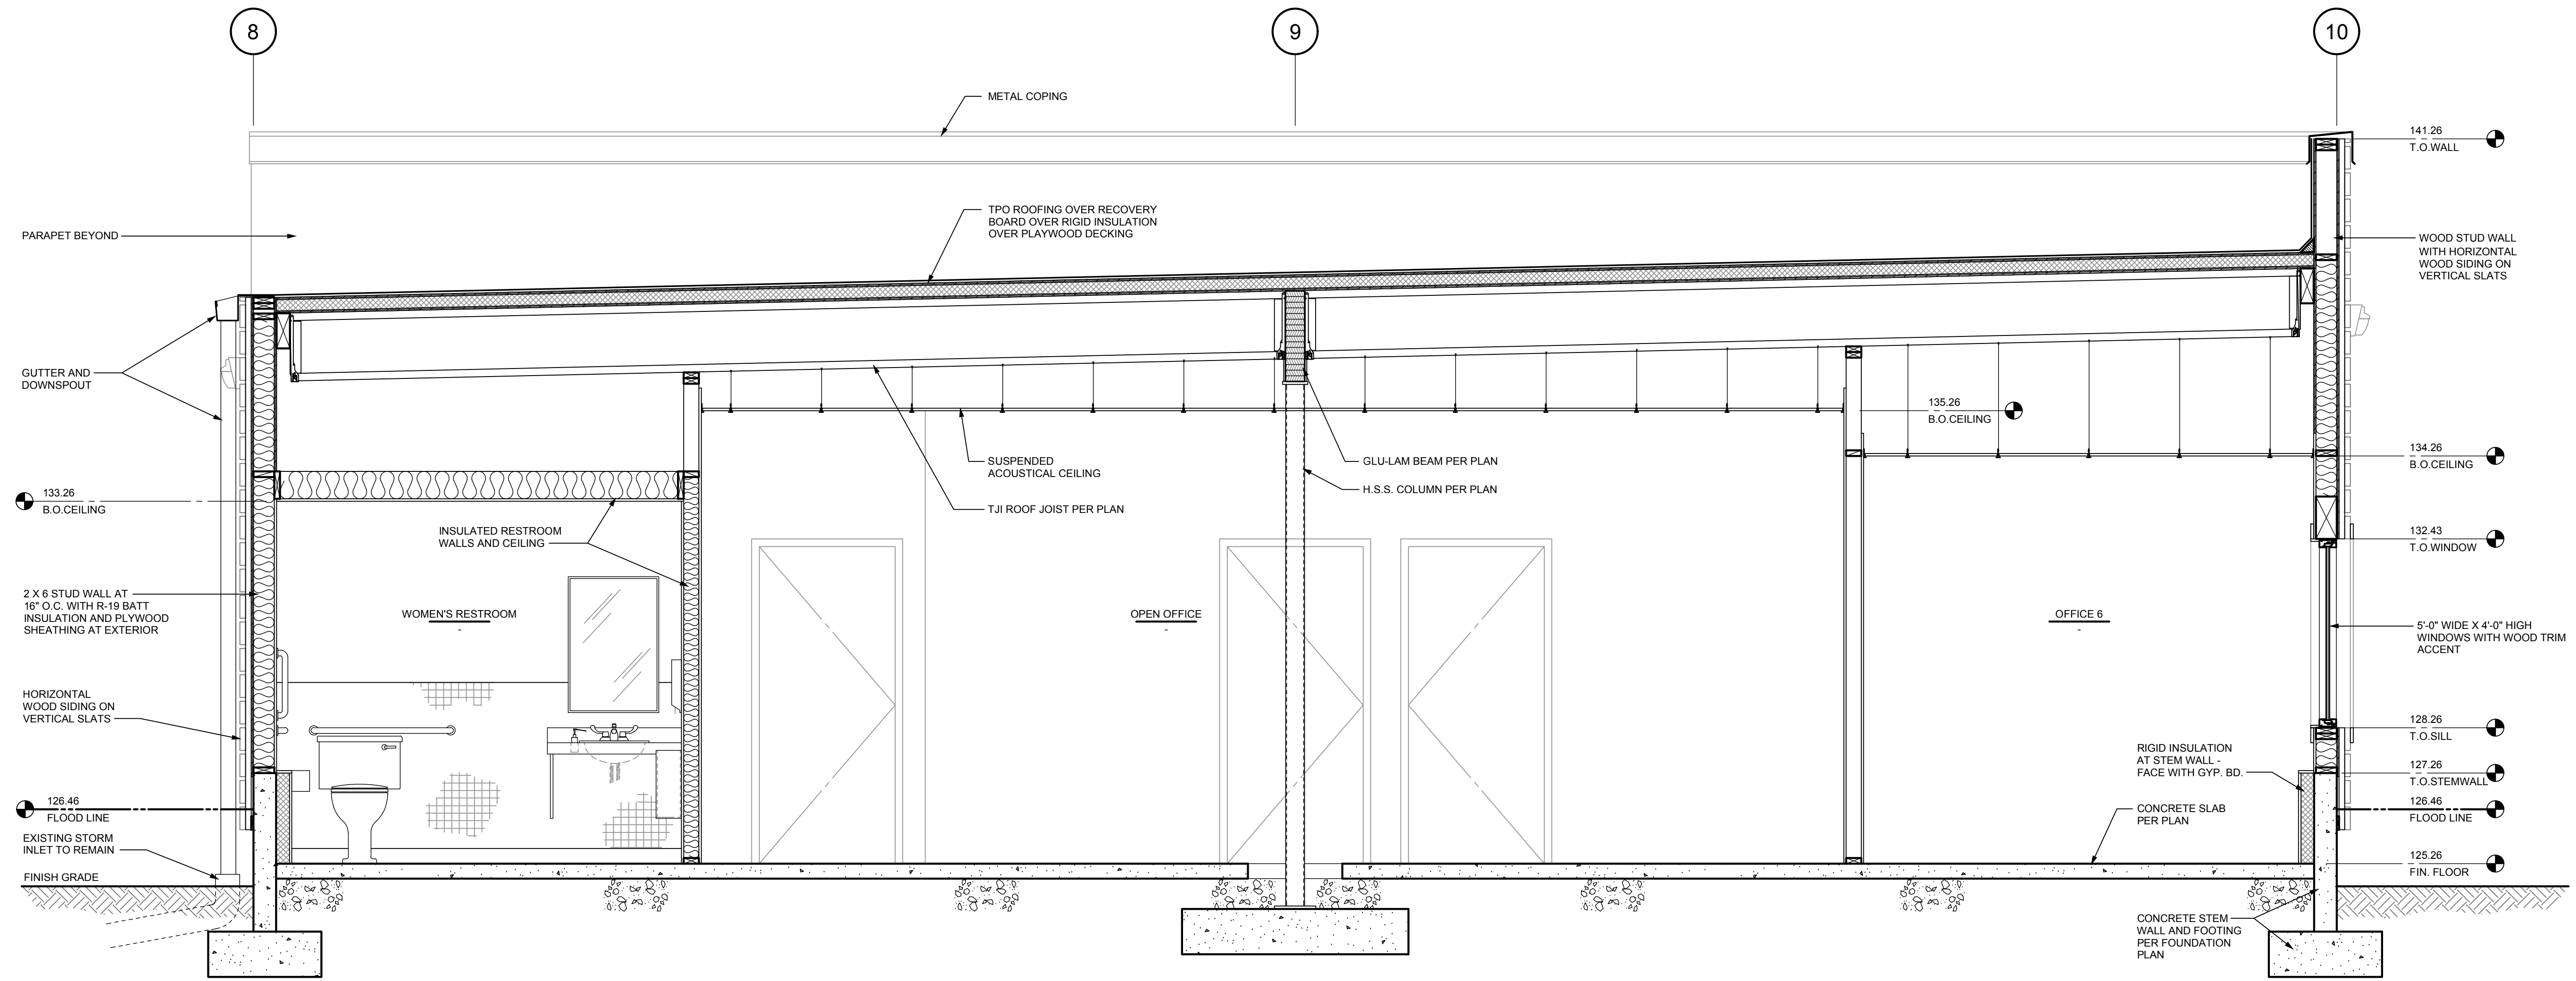 8
9
10
METAL COPING
141.26
T.O.WALL
TPO ROOFING OVER RECOVERY
BOARD OVER RIGID INSULATION
OVER PLAYWOOD DECKING
PARAPET BEYOND
WOOD STUD WALL
WITH HORIZONTAL
WOOD SIDING ON
VERTICAL SLATS
GUTTER AND
DOWNSPOUT
135.26
B.O.CEILING
SUSPENDED
ACOUSTICAL CEILING
GLU-LAM BEAM PER PLAN
134.26
B.O.CEILING
133.26
B.O.CEILING
H.S.S. COLUMN PER PLAN
TJI ROOF JOIST PER PLAN
INSULATED RESTROOM
WALLS AND CEILING
132.43
T.O.WINDOW
2 X 6 STUD WALL AT
16" O.C. WITH R-19 BATT
INSULATION AND PLYWOOD
SHEATHING AT EXTERIOR
WOMEN'S RESTROOM
-
OPEN OFFICE
-
OFFICE 6
-
5'-0" WIDE X 4'-0" HIGH
WINDOWS WITH WOOD TRIM
ACCENT
HORIZONTAL
WOOD SIDING ON
VERTICAL SLATS
128.26
T.O.SILL
RIGID INSULATION
AT STEM WALL -
FACE WITH GYP. BD.
127.26
T.O.STEMWALL
126.46
FLOOD LINE
CONCRETE SLAB
PER PLAN
126.46
FLOOD LINE
EXISTING STORM
INLET TO REMAIN
125.26
FIN. FLOOR
FINISH GRADE
CONCRETE STEM
WALL AND FOOTING
PER FOUNDATION
PLAN